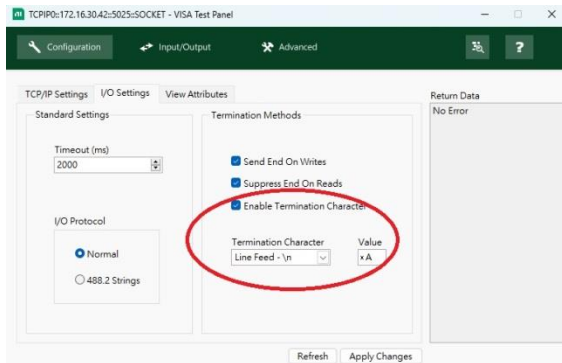 TCPIP0::172.16.30.42::5025::SOCKET - VISA Test Panel
Configuration
Input/Output
Advanced
?
TCP/IP Settings
I/O Settings
View Attributes
Return Data
Standard Settings
Termination Methods
No Error
Timeout (ms)
2000
Send End On Writes
Suppress End On Reads
Enable Termination Character
I/O Protocol
Normal
488.2 Strings
Termination Character
Value
Line Feed - \n
xA
Refresh
Apply Changes